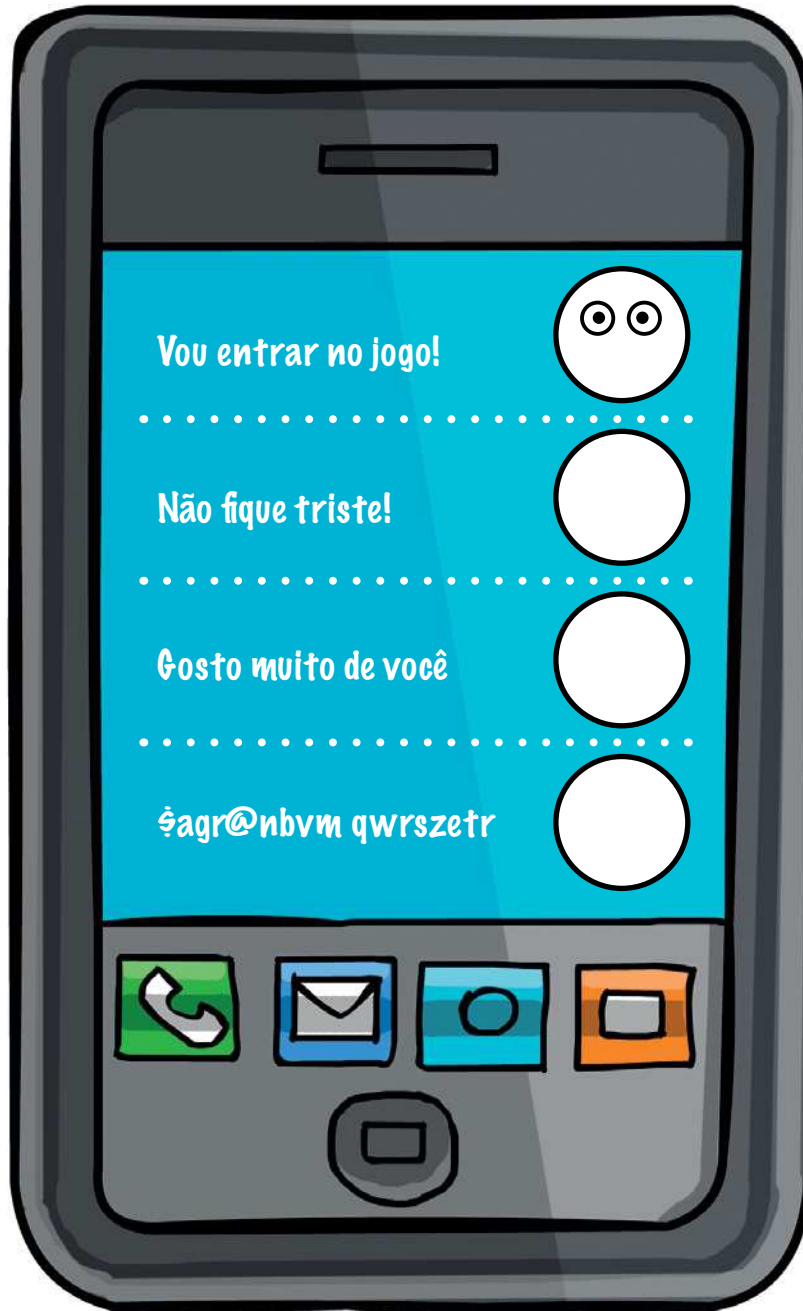 Vou entrar no jogo!
Não fique triste!
Gosto muito de você
$agr@nbvm qwrszetr